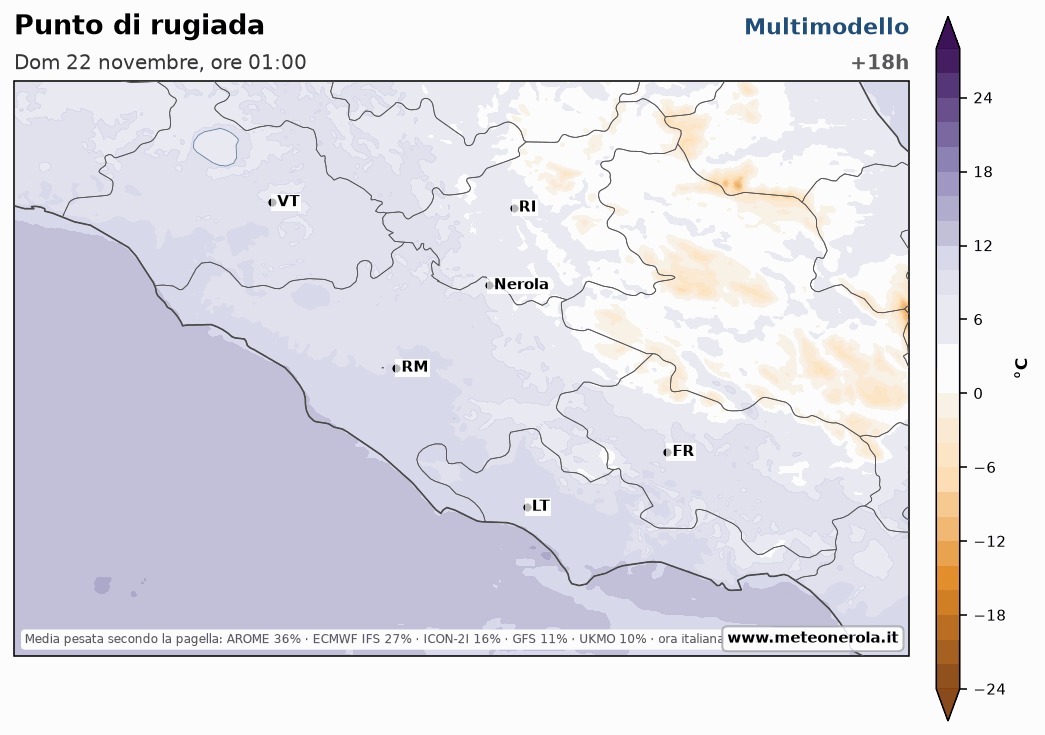 Punto di rugiada
Multimodello
Dom 22 novembre, ore 01:00
+18h
VT
RI
Nerola
RM
FR
LT
24
18
12
6
0
−6
−12
−18
−24
°C
Media pesata secondo la pagella: AROME 36% · ECMWF IFS 27% · ICON-2I 16% · GFS 11% · UKMO 10% · ora italiana
www.meteonerola.it